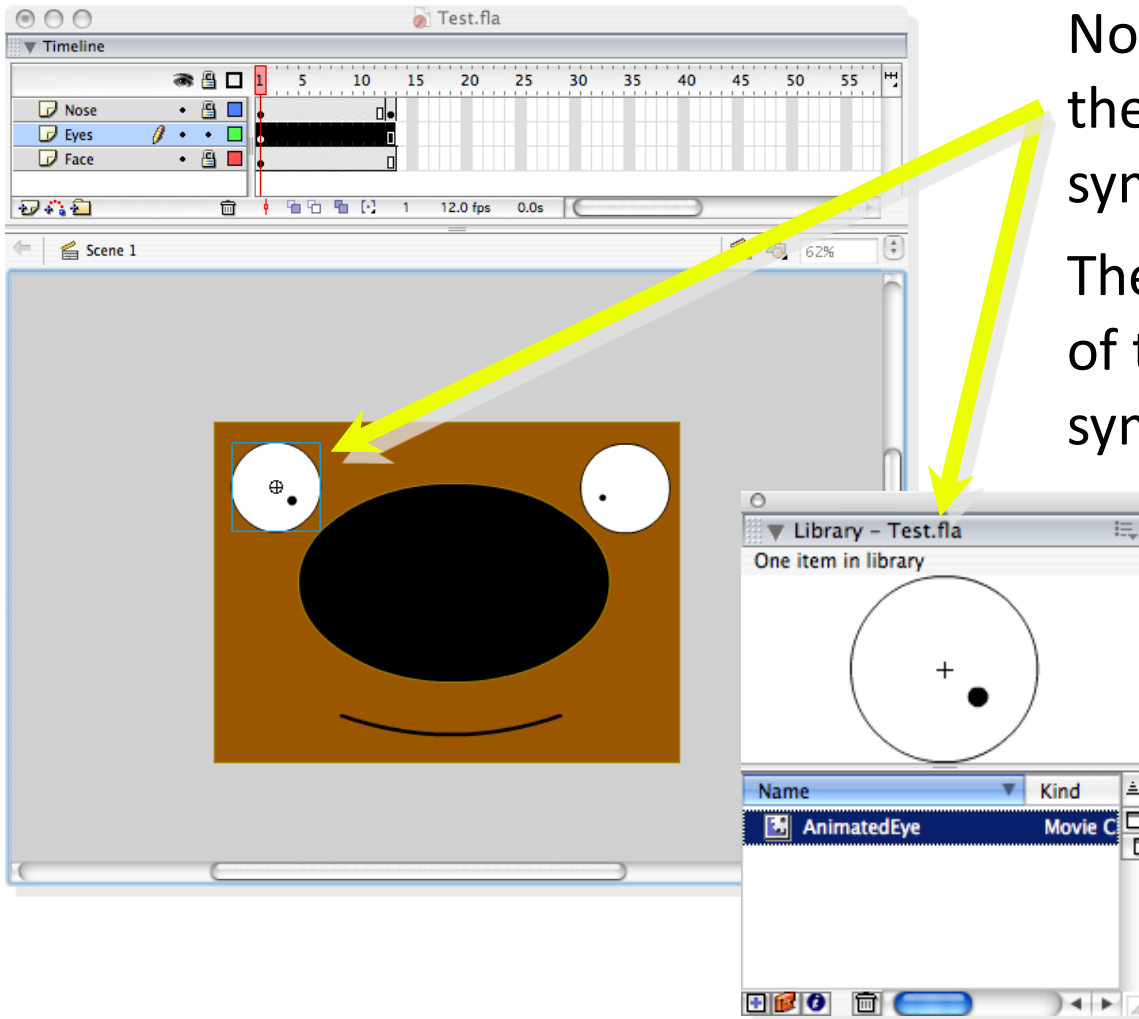 Test.fla
Timeline
1 5 10 15 20 25 30 35 40 45 50 55
Nose
Eyes
Face
1 12.0 fps 0.0s
Scene 1
62%
No
the
syn
The
of t
syn
Library – Test.fla
One item in library
Name Kind
AnimatedEye Movie C